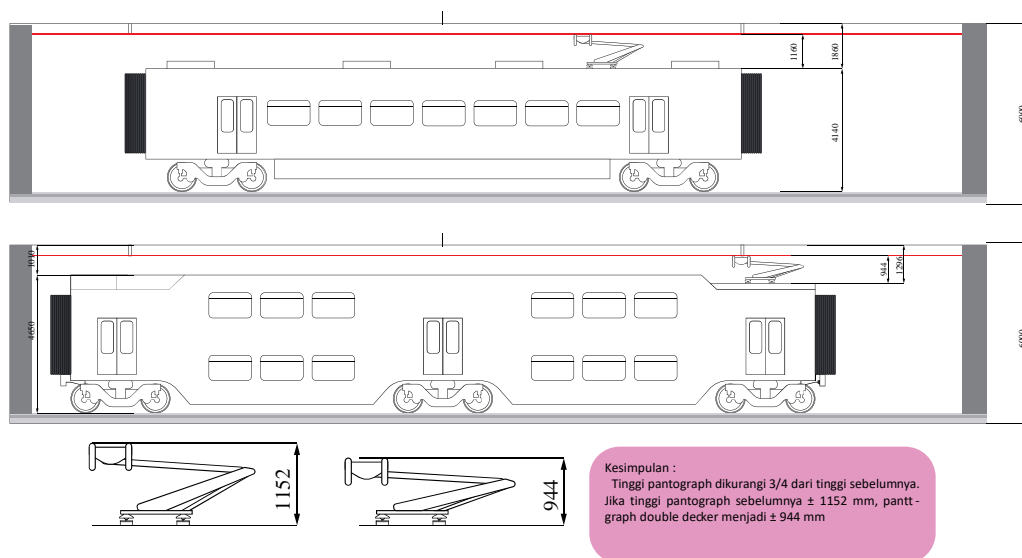 1160
1860
4140
1010
4650
944
1296
1152
944
Kesimpulan :
Tinggi pantograph dikurangi 3/4 dari tinggi sebelumnya.
Jika tinggi pantograph sebelumnya ± 1152 mm, pantt -
graph double decker menjadi ± 944 mm